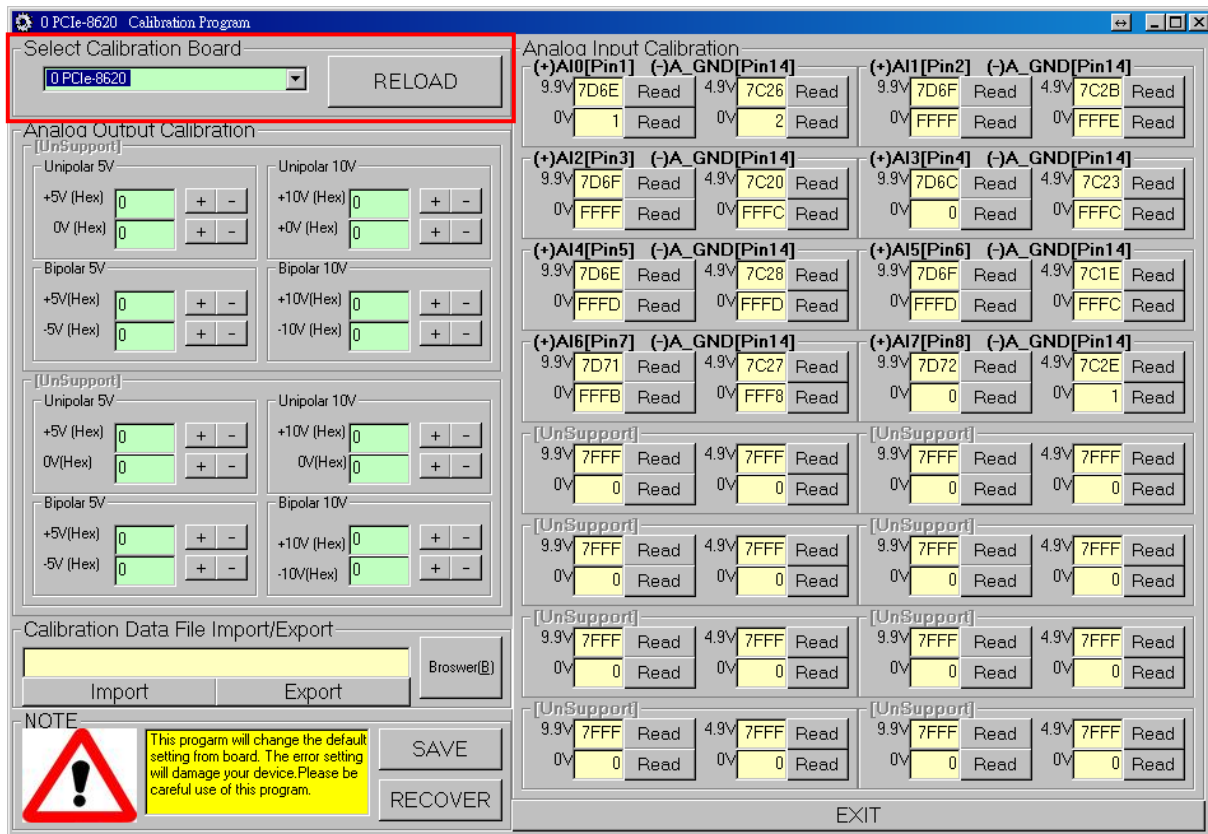 0 PCIe-8620 Calibration Program
Select Calibration Board
0 PCIe-8620
RELOAD
Analog Output Calibration
[UnSupport]
Unipolar 5V
+5V (Hex) 0 + -
0V (Hex) 0 + -
Unipolar 10V
+10V (Hex) 0 + -
+0V (Hex) 0 + -
Bipolar 5V
+5V(Hex) 0 + -
-5V (Hex) 0 + -
Bipolar 10V
+10V(Hex) 0 + -
-10V (Hex) 0 + -
[UnSupport]
Unipolar 5V
+5V (Hex) 0 + -
0V(Hex) 0 + -
Unipolar 10V
+10V (Hex) 0 + -
0V(Hex) 0 + -
Bipolar 5V
+5V(Hex) 0 + -
-5V (Hex) 0 + -
Bipolar 10V
+10V (Hex) 0 + -
-10V(Hex) 0 + -
Calibration Data File Import/Export
Broswer(B)
Import Export
NOTE
This progarm will change the default
setting from board. The error setting
will damage your device.Please be
careful use of this program.
SAVE
RECOVER
Analog Input Calibration
(+)AI0[Pin1] (-)A_GND[Pin14]
9.9V 7D6E Read 4.9V 7C26 Read
0V 1 Read 0V 2 Read
(+)AI1[Pin2] (-)A_GND[Pin14]
9.9V 7D6F Read 4.9V 7C2B Read
0V FFFF Read 0V FFFE Read
(+)AI2[Pin3] (-)A_GND[Pin14]
9.9V 7D6F Read 4.9V 7C20 Read
0V FFFF Read 0V FFFC Read
(+)AI3[Pin4] (-)A_GND[Pin14]
9.9V 7D6C Read 4.9V 7C23 Read
0V 0 Read 0V FFFC Read
(+)AI4[Pin5] (-)A_GND[Pin14]
9.9V 7D6E Read 4.9V 7C28 Read
0V FFFD Read 0V FFFD Read
(+)AI5[Pin6] (-)A_GND[Pin14]
9.9V 7D6F Read 4.9V 7C1E Read
0V FFFD Read 0V FFFC Read
(+)AI6[Pin7] (-)A_GND[Pin14]
9.9V 7D71 Read 4.9V 7C27 Read
0V FFFB Read 0V FFF8 Read
(+)AI7[Pin8] (-)A_GND[Pin14]
9.9V 7D72 Read 4.9V 7C2E Read
0V 0 Read 0V 1 Read
[UnSupport]
9.9V 7FFF Read 4.9V 7FFF Read
0V 0 Read 0V 0 Read
[UnSupport]
9.9V 7FFF Read 4.9V 7FFF Read
0V 0 Read 0V 0 Read
[UnSupport]
9.9V 7FFF Read 4.9V 7FFF Read
0V 0 Read 0V 0 Read
[UnSupport]
9.9V 7FFF Read 4.9V 7FFF Read
0V 0 Read 0V 0 Read
[UnSupport]
9.9V 7FFF Read 4.9V 7FFF Read
0V 0 Read 0V 0 Read
[UnSupport]
9.9V 7FFF Read 4.9V 7FFF Read
0V 0 Read 0V 0 Read
[UnSupport]
9.9V 7FFF Read 4.9V 7FFF Read
0V 0 Read 0V 0 Read
[UnSupport]
9.9V 7FFF Read 4.9V 7FFF Read
0V 0 Read 0V 0 Read
EXIT